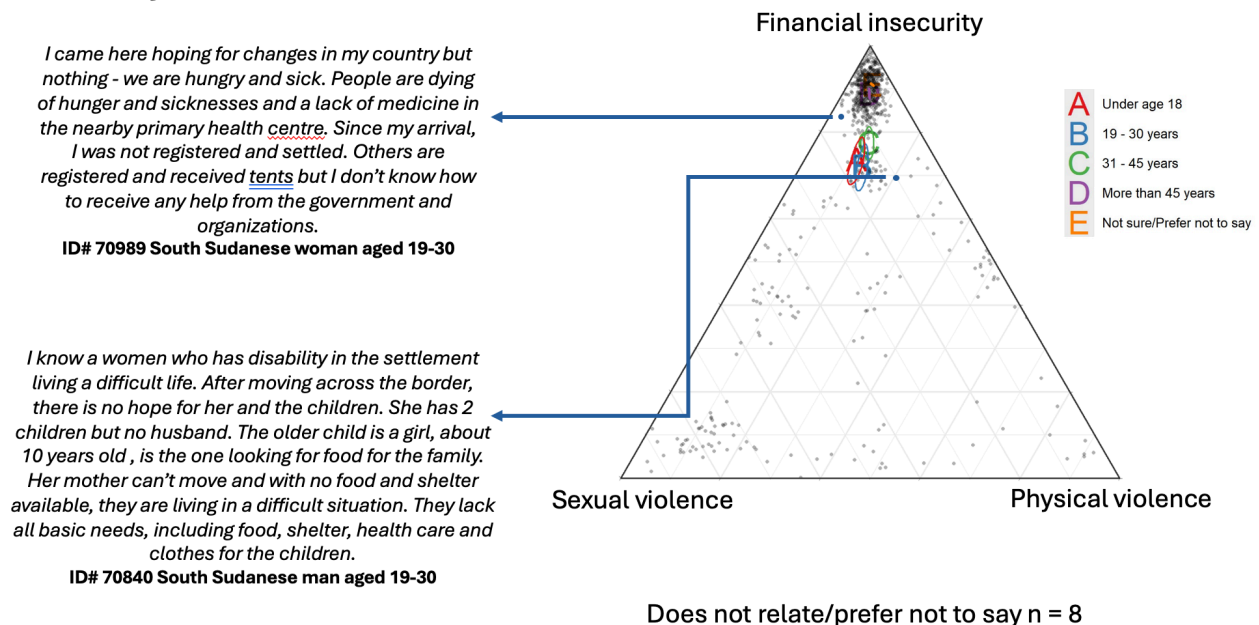 Financial insecurity
I came here hoping for changes in my country but
nothing - we are hungry and sick. People are dying
of hunger and sicknesses and a lack of medicine in
the nearby primary health centre. Since my arrival,
I was not registered and settled. Others are
registered and received tents but I don't know how
to receive any help from the government and
organizations.
ID# 70989 South Sudanese woman aged 19-30
A Under age 18
B 19 - 30 years
C 31 - 45 years
D More than 45 years
E Not sure/Prefer not to say
I know a women who has disability in the settlement
living a difficult life. After moving across the border,
there is no hope for her and the children. She has 2
children but no husband. The older child is a girl, about
10 years old , is the one looking for food for the family.
Her mother can't move and with no food and shelter
available, they are living in a difficult situation. They lack
all basic needs, including food, shelter, health care and
clothes for the children.
ID# 70840 South Sudanese man aged 19-30
Sexual violence
Physical violence
Does not relate/prefer not to say n = 8